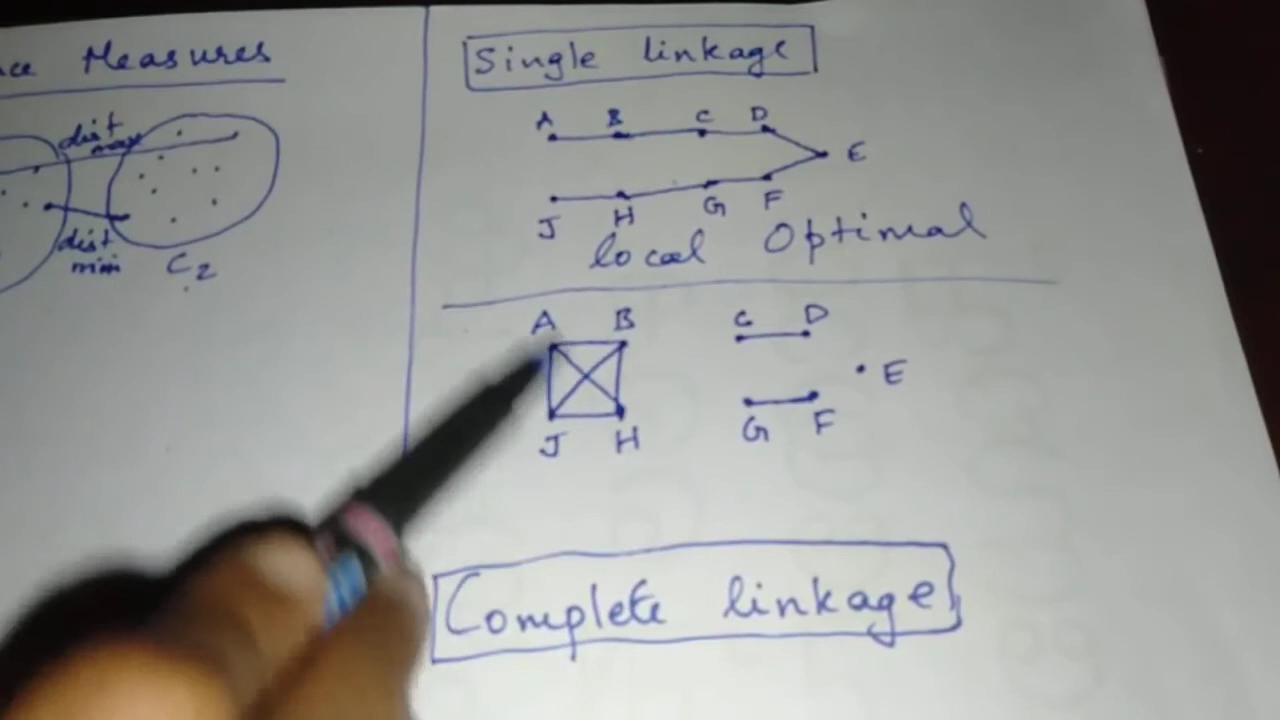 Measures
dist
max
dist
min
C2
Single linkage
A B C D
E
J H G F
local Optimal
A B C D
E
J H G F
Complete linkage